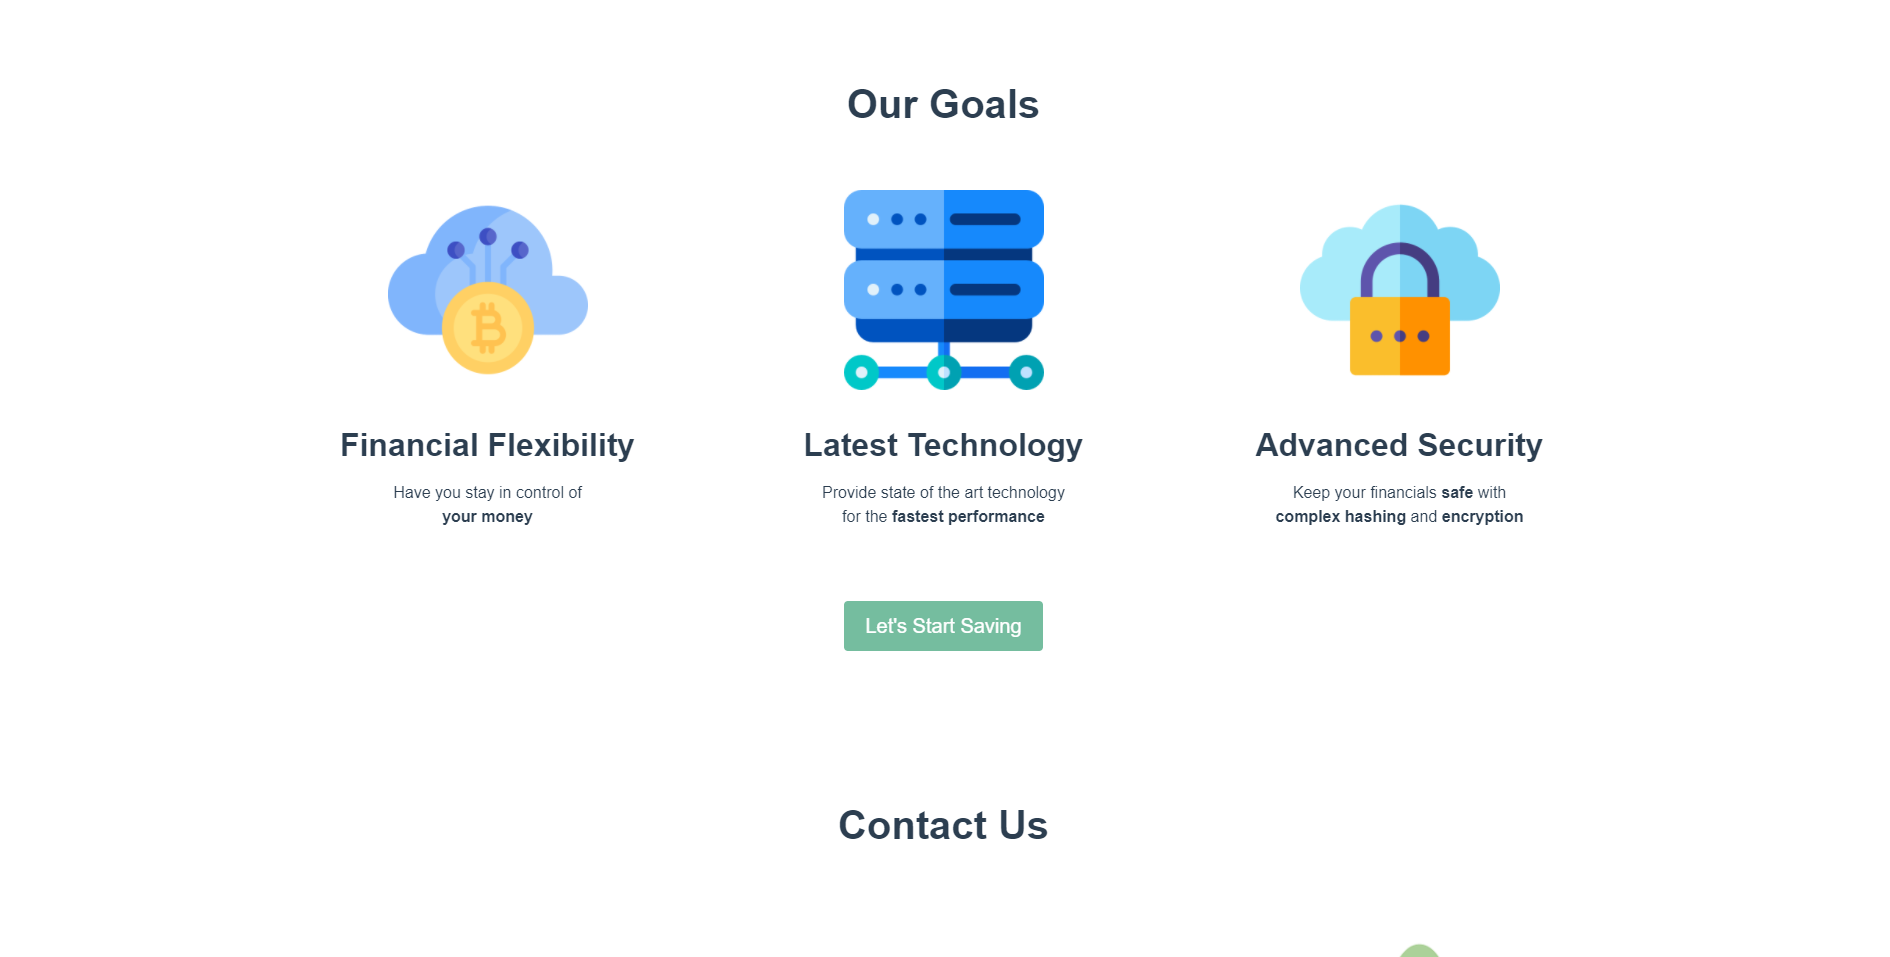 Our Goals
Financial Flexibility
Have you stay in control of
your money
Latest Technology
Provide state of the art technology
for the fastest performance
Advanced Security
Keep your financials safe with
complex hashing and encryption
Let's Start Saving
Contact Us